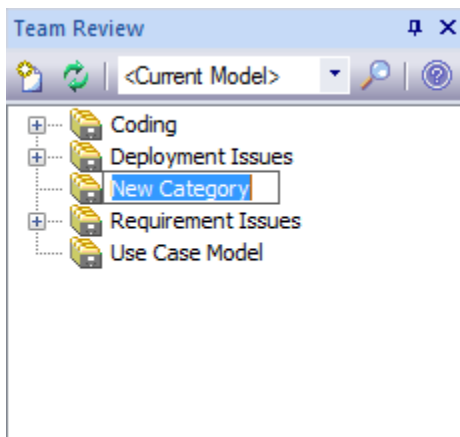 Team Review
<Current Model>
Coding
Deployment Issues
New Category
Requirement Issues
Use Case Model